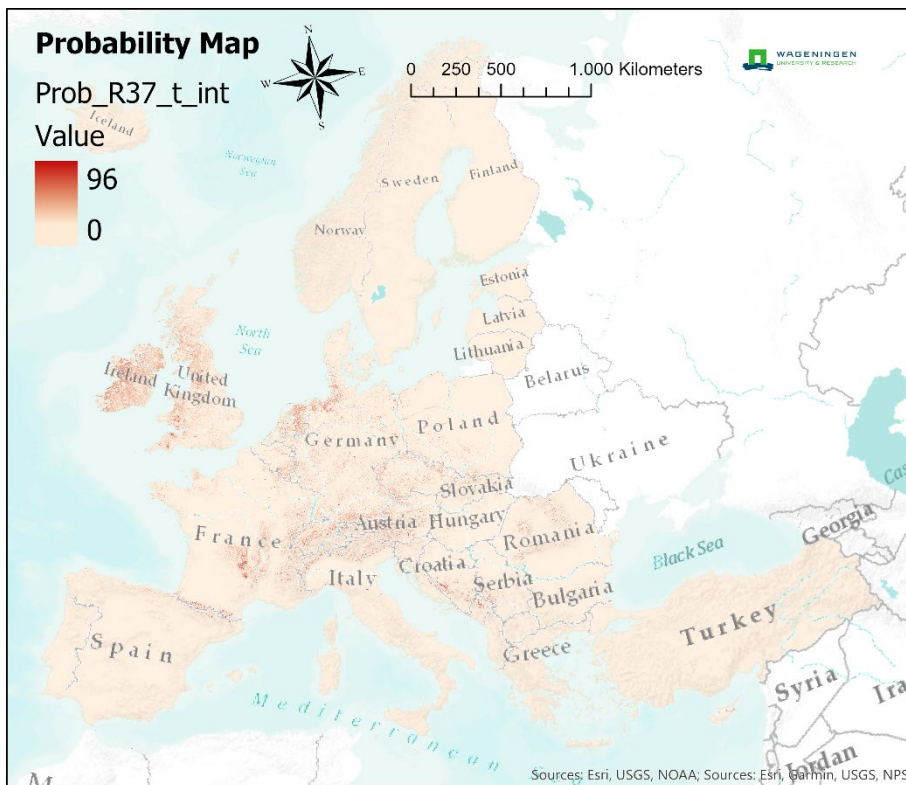 Probability Map
Prob_R37_t_int
Value
96
0
N
W
E
S
0 250 500 1.000 Kilometers
WAGENINGEN
UNIVERSITY & RESEARCH
Iceland
Norwegian
Sea
Sweden
Finland
Norway
Estonia
Latvia
Lithuania
North
Sea
Ireland
United
Kingdom
Belarus
Germany
Poland
Ukraine
Slovakia
France
Austria
Hungary
Romania
Croatia
Italy
Serbia
Bulgaria
Black Sea
Georgia
Cas
Spain
Greece
Turkey
Syria
Ira
Mediterranean
Jordan
M
Sources: Esri, USGS, NOAA; Sources: Esri, Garmin, USGS, NPS